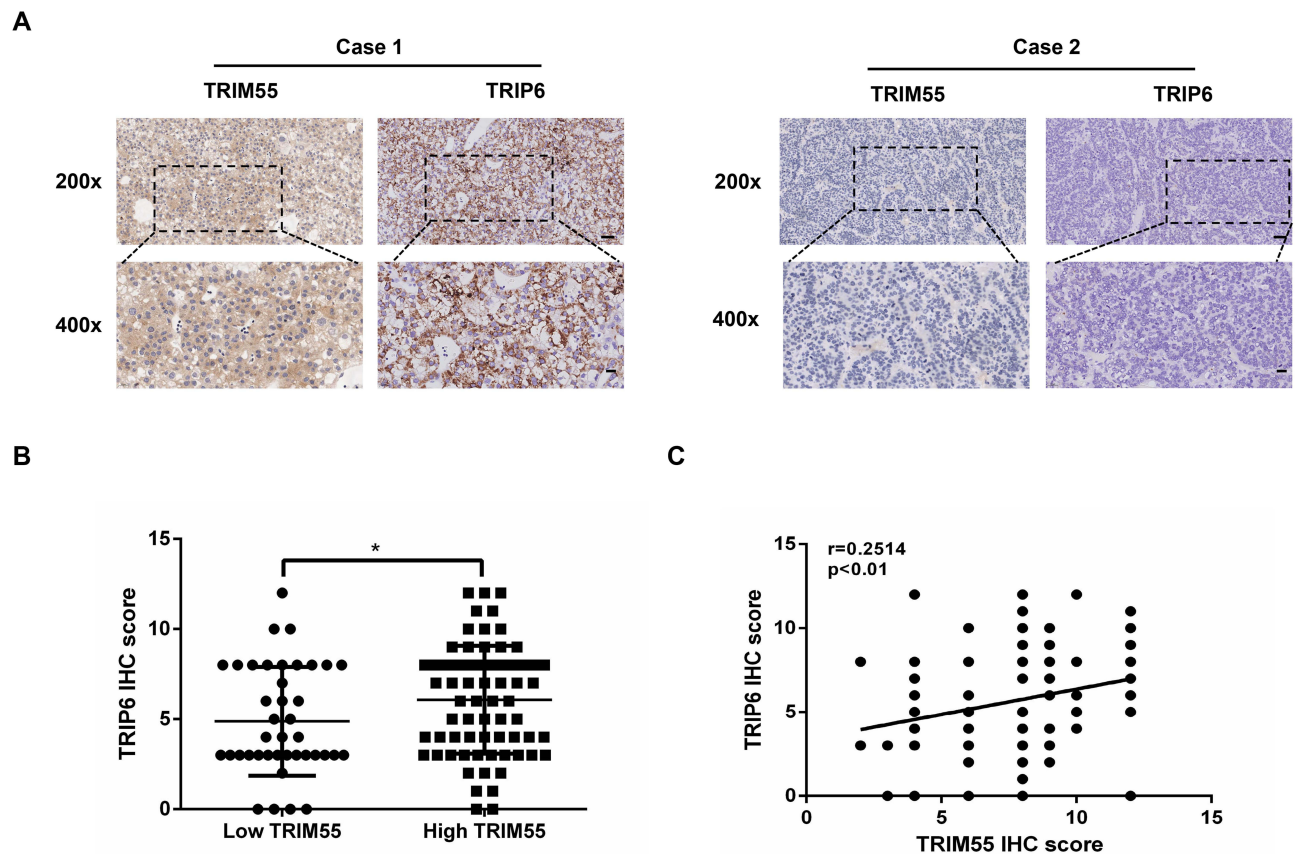 A
Case 1
Case 2
TRIM55
TRIP6
TRIM55
TRIP6
200x
200x
400x
400x
B
C
15
10
5
0
TRIP6 IHC score
*
Low TRIM55
High TRIM55
r=0.2514
p<0.01
15
10
5
0
TRIP6 IHC score
0
5
10
15
TRIM55 IHC score